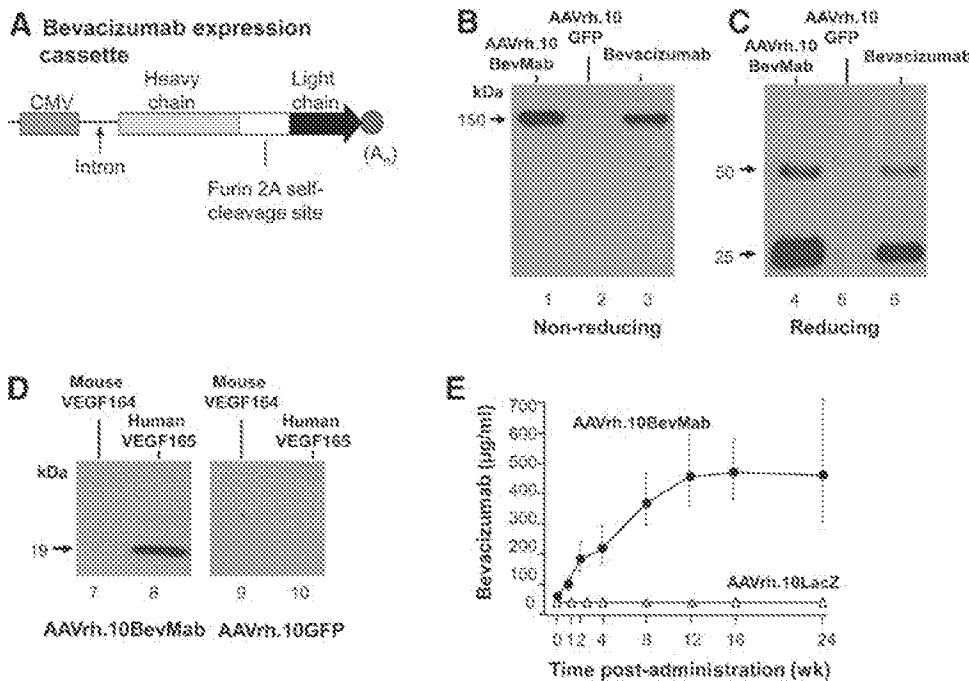 A Bevacizumab expression
cassette
CMV
Heavy
chain
Light
chain
Intron
(An)
Furin 2A self-
cleavage site
B
AAVrh.10
BevMab
AAVrh.10
GFP
Bevacizumab
kDa
150
1 2 3
Non-reducing
C
AAVrh.10
BevMab
AAVrh.10
GFP
Bevacizumab
50
25
4 5 6
Reducing
D
Mouse
VEGF164
Human
VEGF165
Mouse
VEGF164
Human
VEGF165
kDa
19
7 8 9 10
AAVrh.10BevMab AAVrh.10GFP
E
Bevacizumab (µg/ml)
700
600
500
400
300
200
100
0
AAVrh.10BevMab
AAVrh.10LacZ
0 1 2 4 8 12 16 24
Time post-administration (wk)